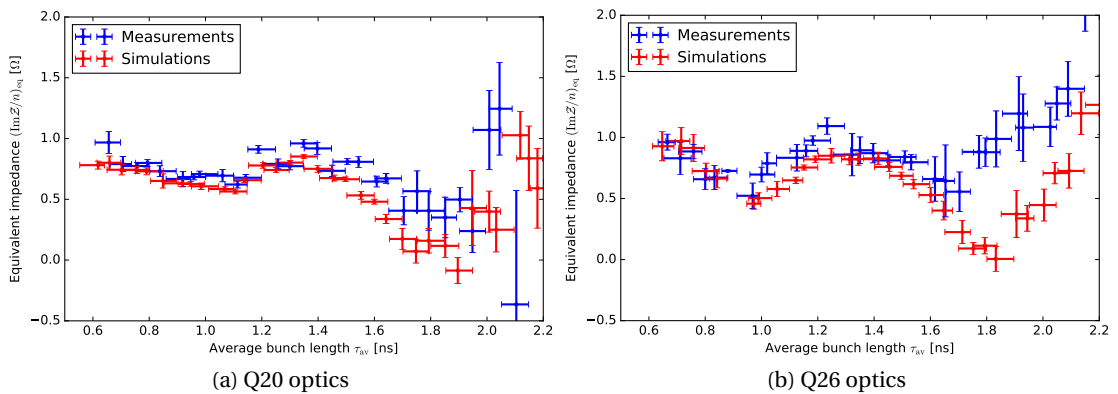 2.0
1.5
1.0
0.5
0.0
−0.5
Equivalent impedance (ImZ/n)eq [Ω]
Measurements
Simulations
0.6 0.8 1.0 1.2 1.4 1.6 1.8 2.0 2.2
Average bunch length τav [ns]
(a) Q20 optics
2.0
1.5
1.0
0.5
0.0
−0.5
Equivalent impedance (ImZ/n)eq [Ω]
Measurements
Simulations
0.6 0.8 1.0 1.2 1.4 1.6 1.8 2.0 2.2
Average bunch length τav [ns]
(b) Q26 optics